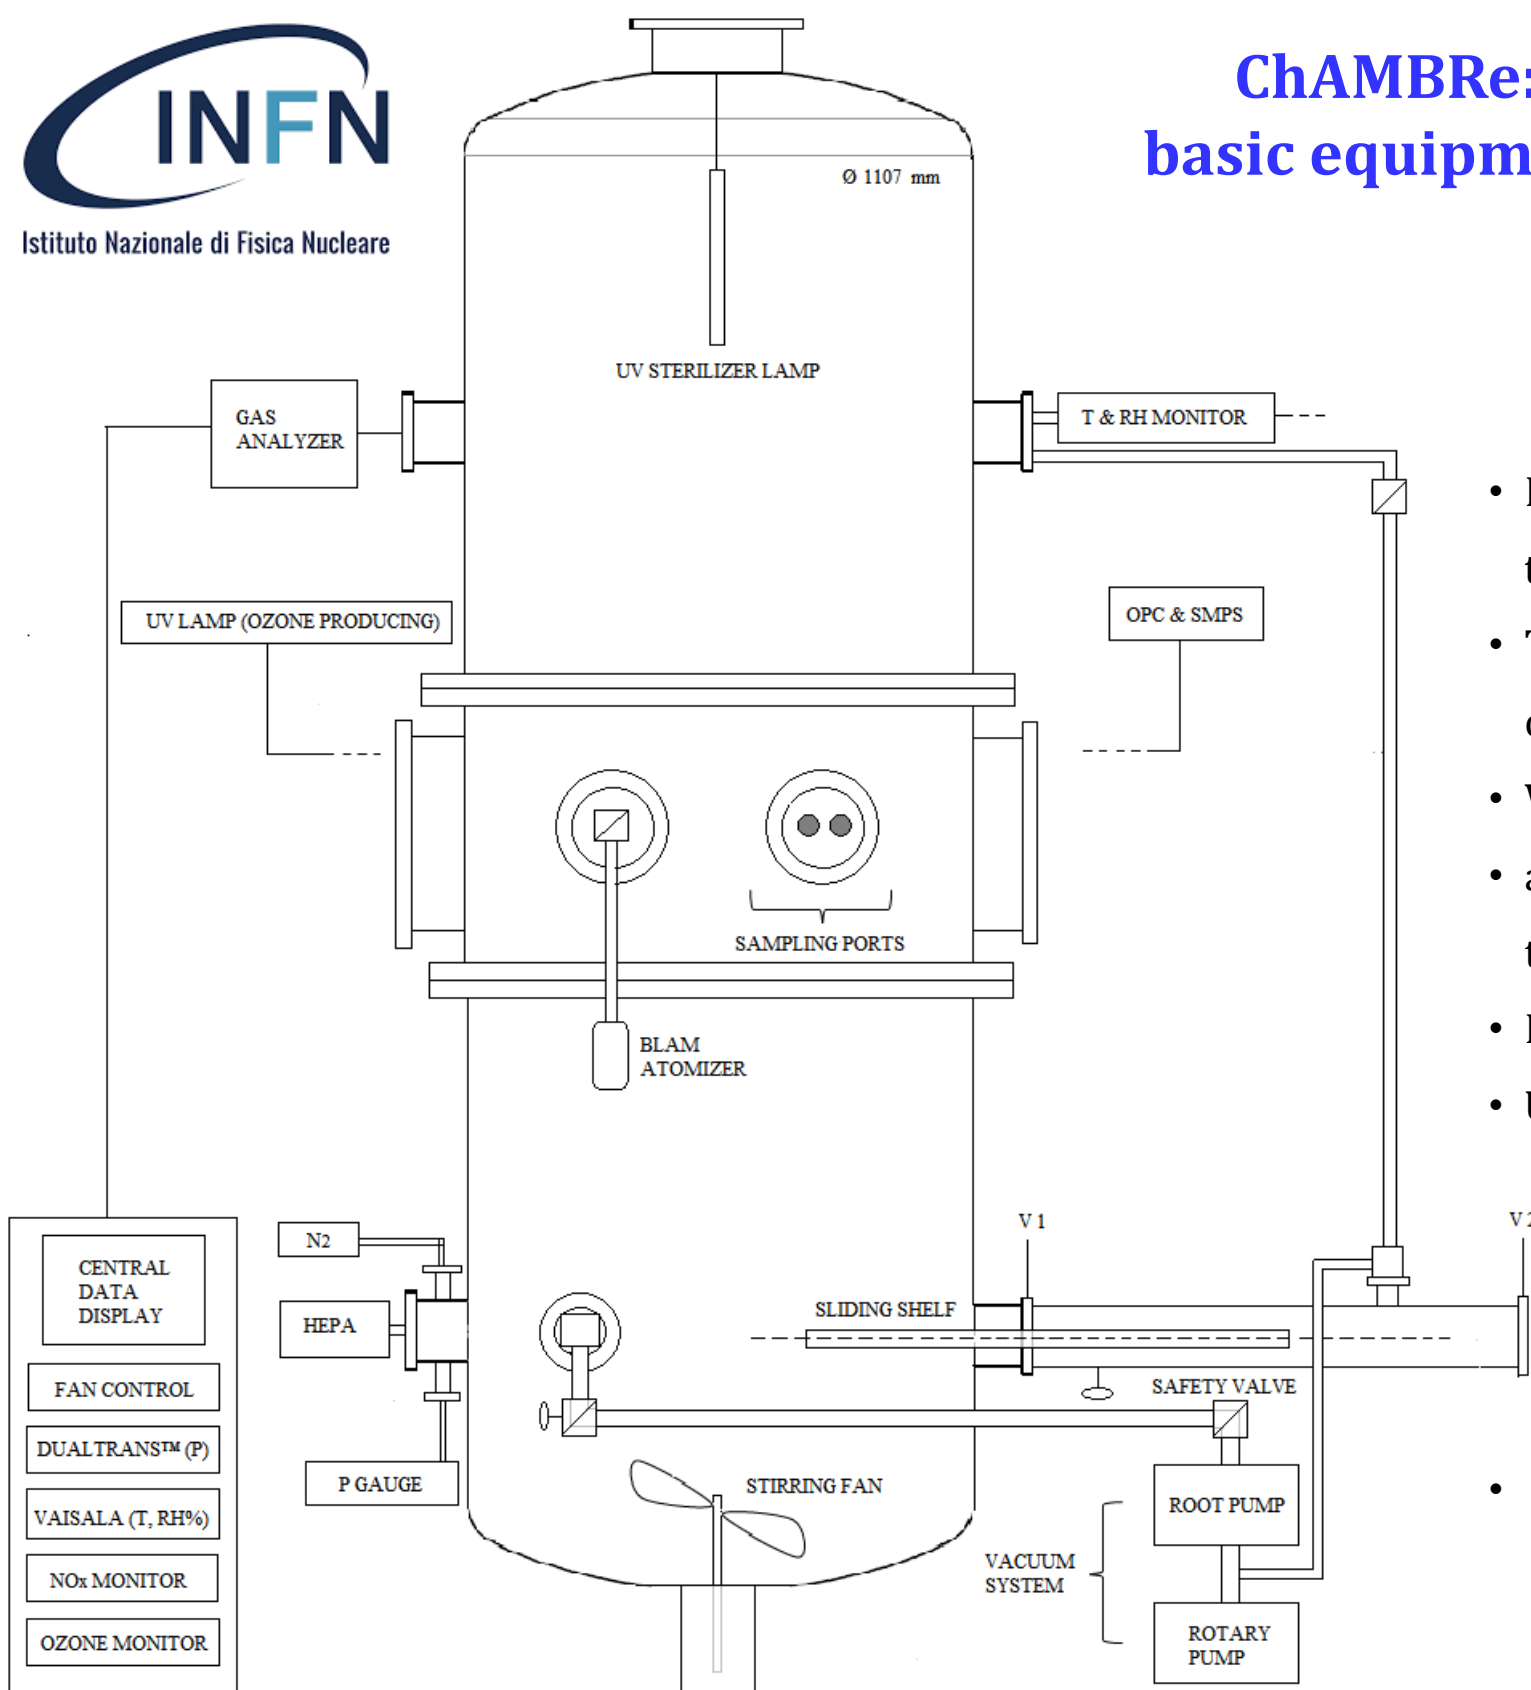 INFN
Istituto Nazionale di Fisica Nucleare
ChAMBRe:
basic equipm
Ø 1107 mm
UV STERILIZER LAMP
GAS
ANALYZER
T & RH MONITOR
UV LAMP (OZONE PRODUCING)
OPC & SMPS
SAMPLING PORTS
BLAM
ATOMIZER
N2
V 1
V 2
CENTRAL
DATA
DISPLAY
HEPA
SLIDING SHELF
FAN CONTROL
SAFETY VALVE
DUALTRANS™ (P)
P GAUGE
STIRRING FAN
VAISALA (T, RH%)
ROOT PUMP
VACUUM
SYSTEM
NOx MONITOR
OZONE MONITOR
ROTARY
PUMP